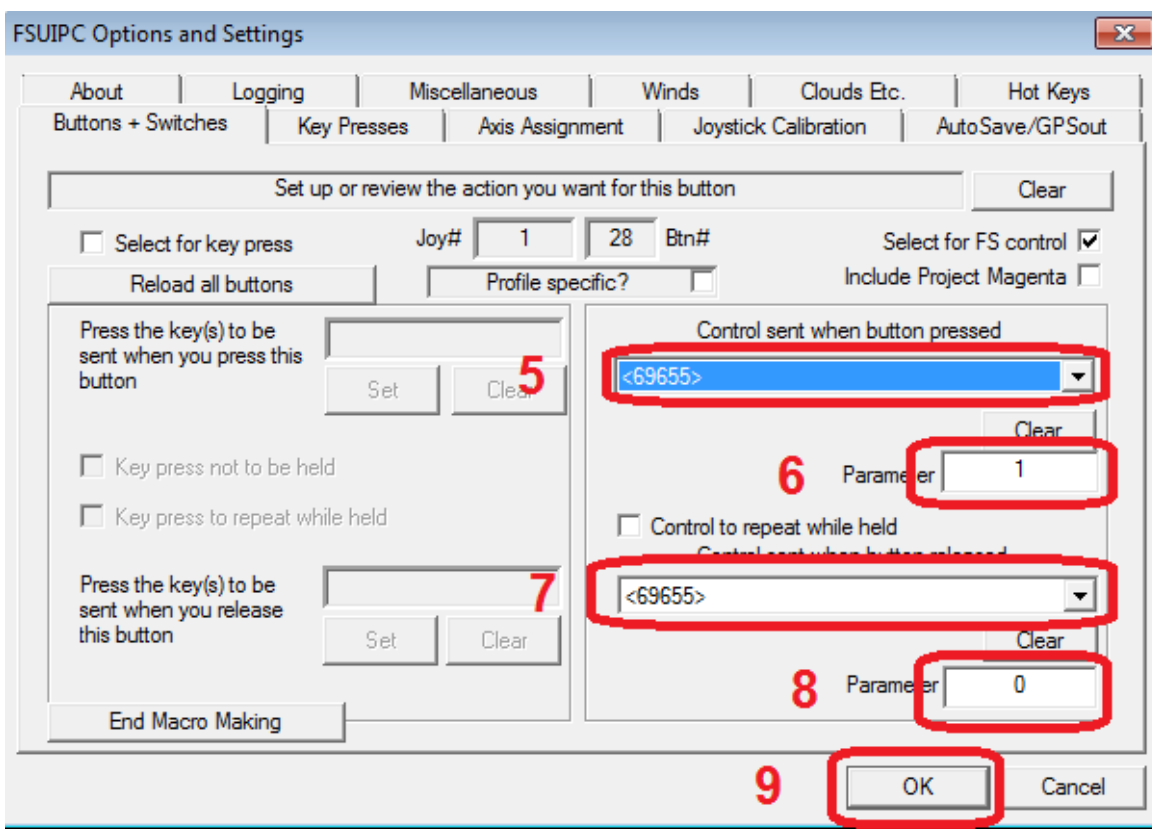 FSUIPC Options and Settings
About Logging Miscellaneous Winds Clouds Etc. Hot Keys
Buttons + Switches Key Presses Axis Assignment Joystick Calibration AutoSave/GPSout
Set up or review the action you want for this button Clear
Select for key press Joy# 1 28 Btn# Select for FS control
Reload all buttons Profile specific? Include Project Magenta
Press the key(s) to be
sent when you press this
button
Set Clear
Key press not to be held
Key press to repeat while held
Press the key(s) to be
sent when you release
this button
Set Clear
End Macro Making
Control sent when button pressed
5 <69655>
Clear
6 Parameter 1
Control to repeat while held
Control sent when button released
7 <69655>
Clear
8 Parameter 0
9 OK Cancel